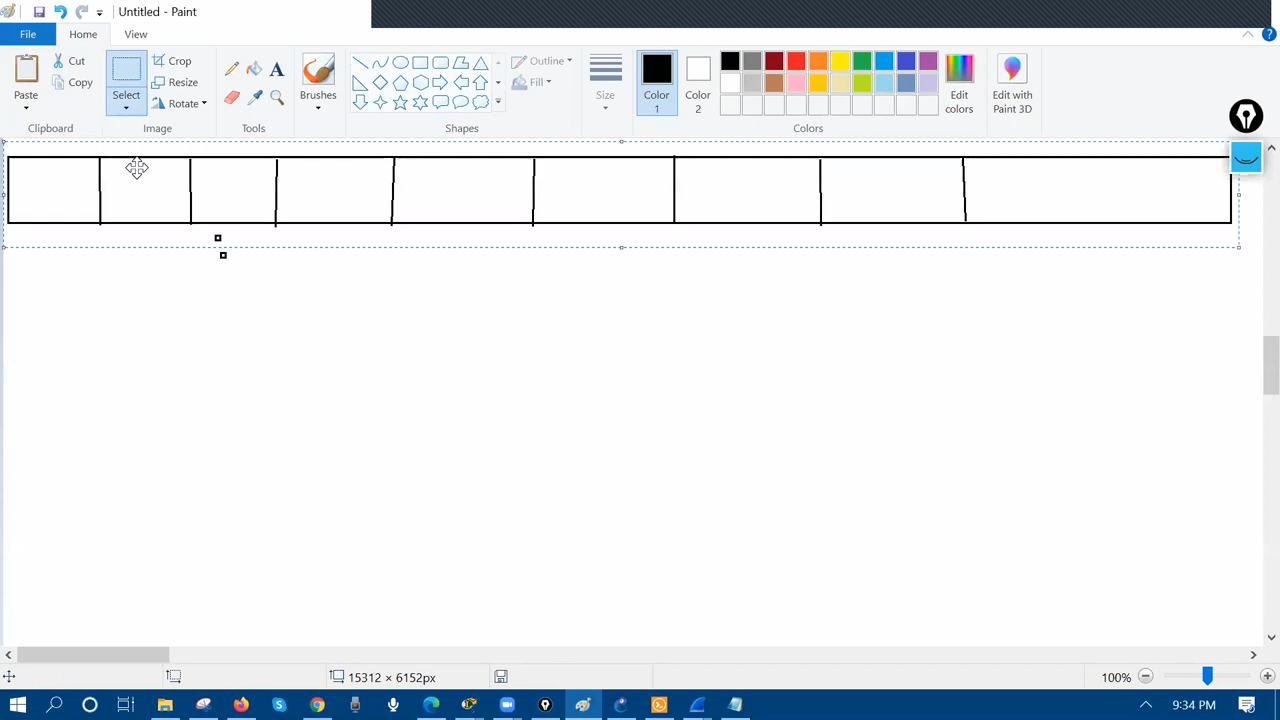 Untitled - Paint
File
Home
View
Paste
Cut
Copy
Clipboard
Select
Crop
Resize
Rotate
Image
Tools
Brushes
Outline
Fill
Shapes
Size
Color
1
Color
2
Edit
colors
Colors
Edit with
Paint 3D
15312 × 6152px
100%
9:34 PM